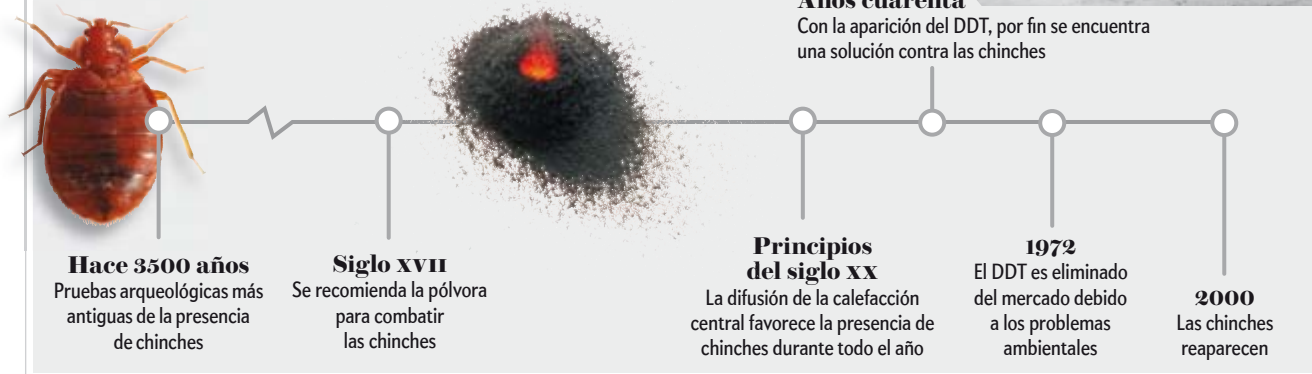 Años cuarenta
Con la aparición del DDT, por fin se encuentra
una solución contra las chinches
Hace 3500 años
Pruebas arqueológicas más
antiguas de la presencia
de chinches
Siglo XVII
Se recomienda la pólvora
para combatir
las chinches
Principios
del siglo XX
La difusión de la calefacción
central favorece la presencia de
chinches durante todo el año
1972
El DDT es eliminado
del mercado debido
a los problemas
ambientales
2000
Las chinches
reaparecen